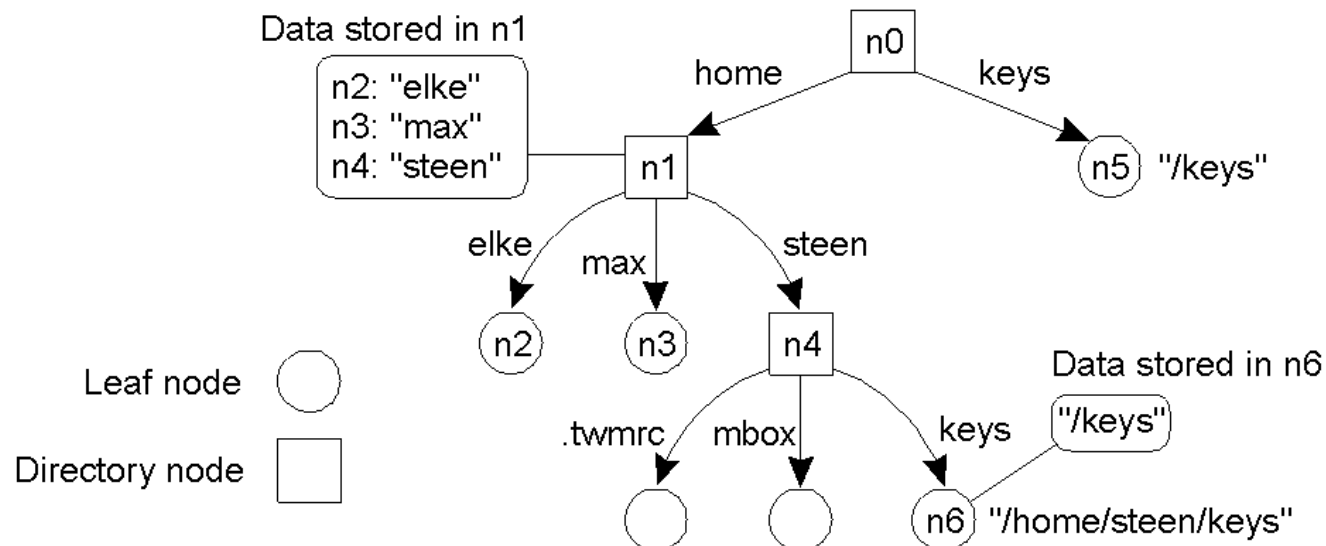 Data stored in n1
n0
n2: "elke"
n3: "max"
n4: "steen"
home
keys
n1
n5 "/keys"
elke
max
steen
n2
n3
n4
Leaf node
Data stored in n6
"/keys"
.twmrc
mbox
keys
Directory node
n6 "/home/steen/keys"